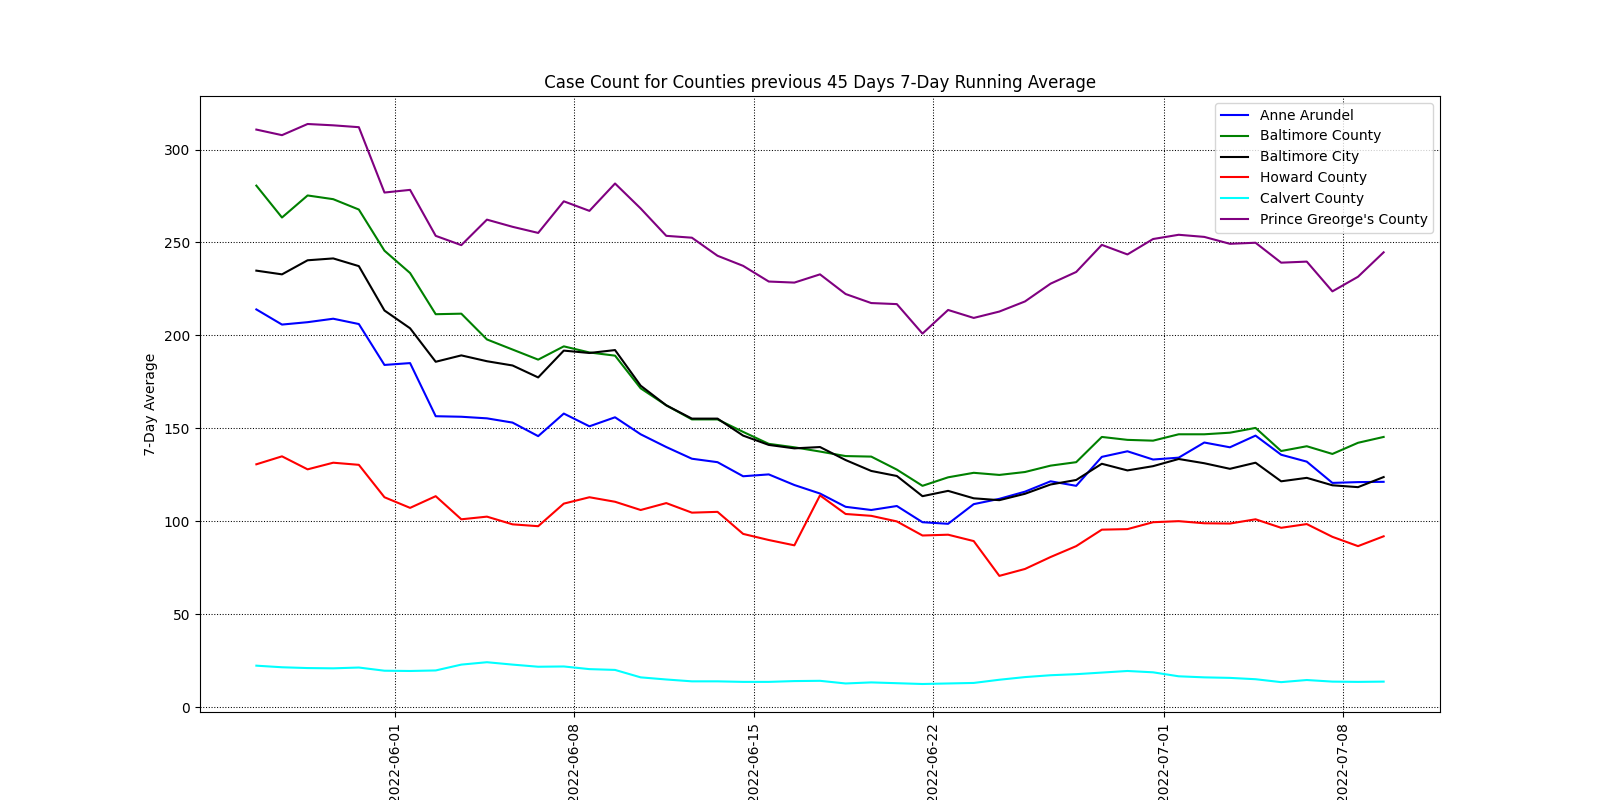 Case Count for Counties previous 45 Days 7-Day Running Average
Anne Arundel
Baltimore County
Baltimore City
Howard County
Calvert County
Prince Greorge's County
7-Day Average
300
250
200
150
100
50
0
2022-06-01
2022-06-08
2022-06-15
2022-06-22
2022-07-01
2022-07-08